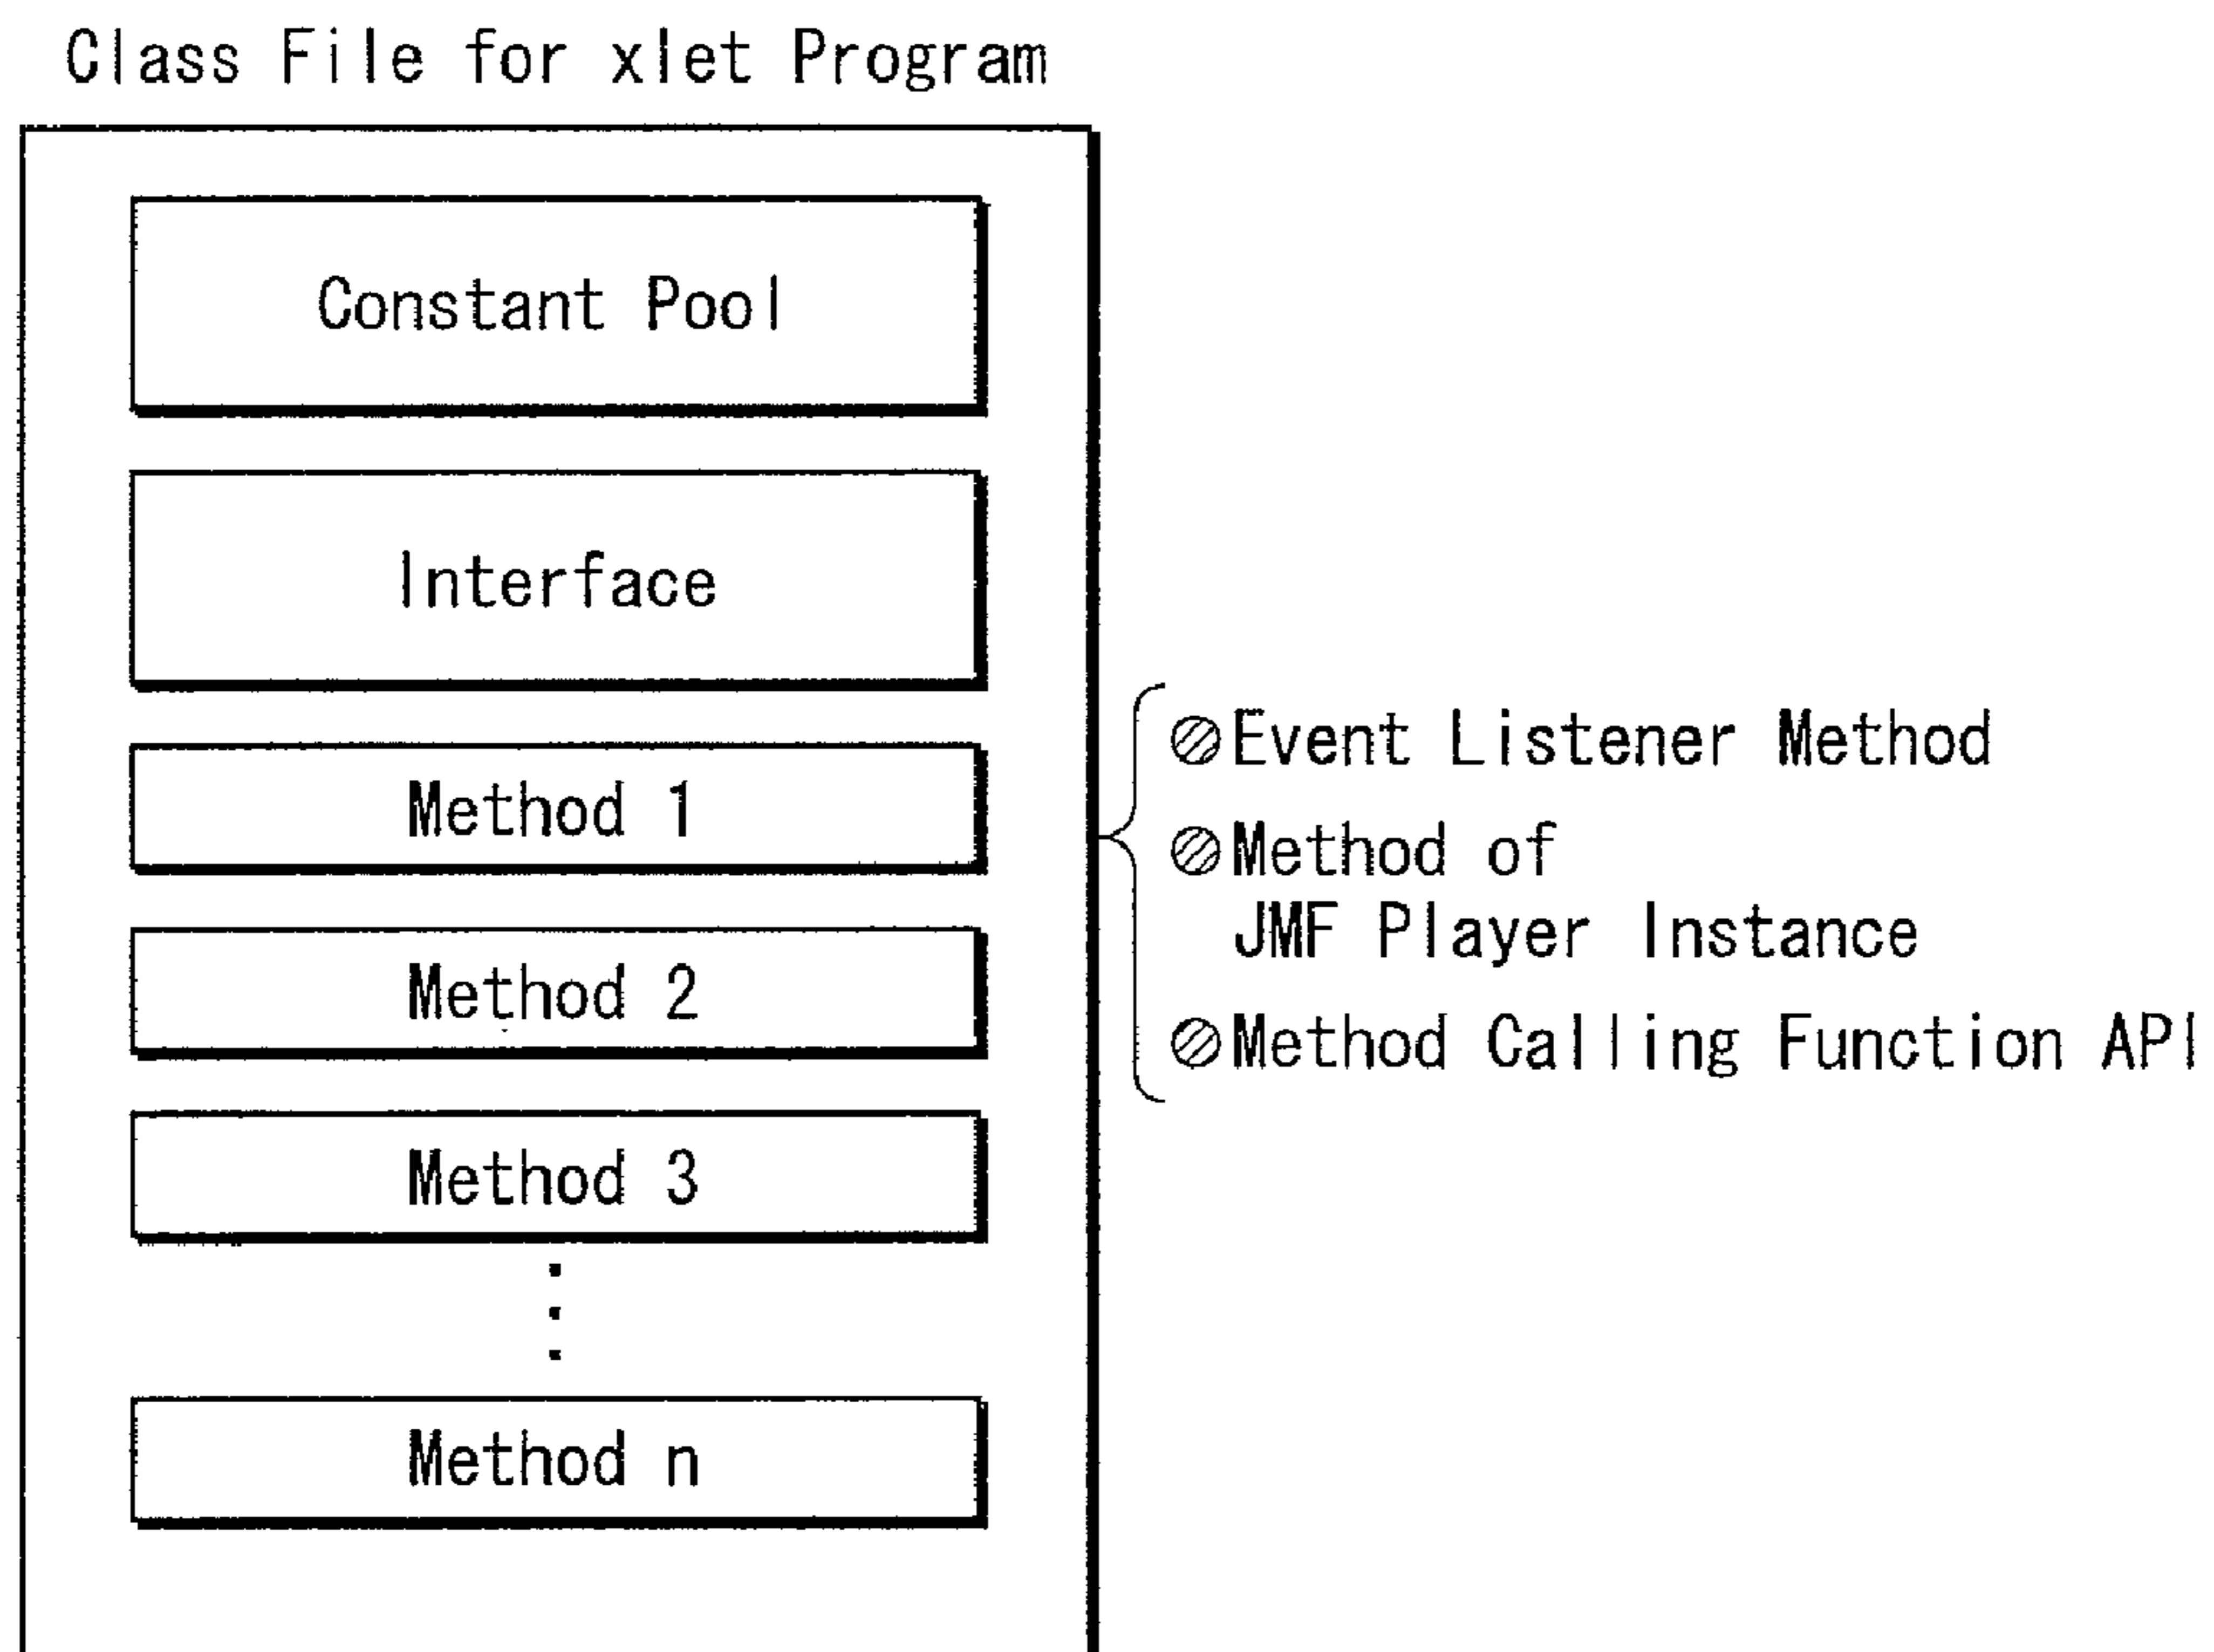 Class File for xlet Program
Constant Pool
Interface
Method 1
Method 2
Method 3
Method n
Event Listener Method
Method of
JMF Player Instance
Method Calling Function API